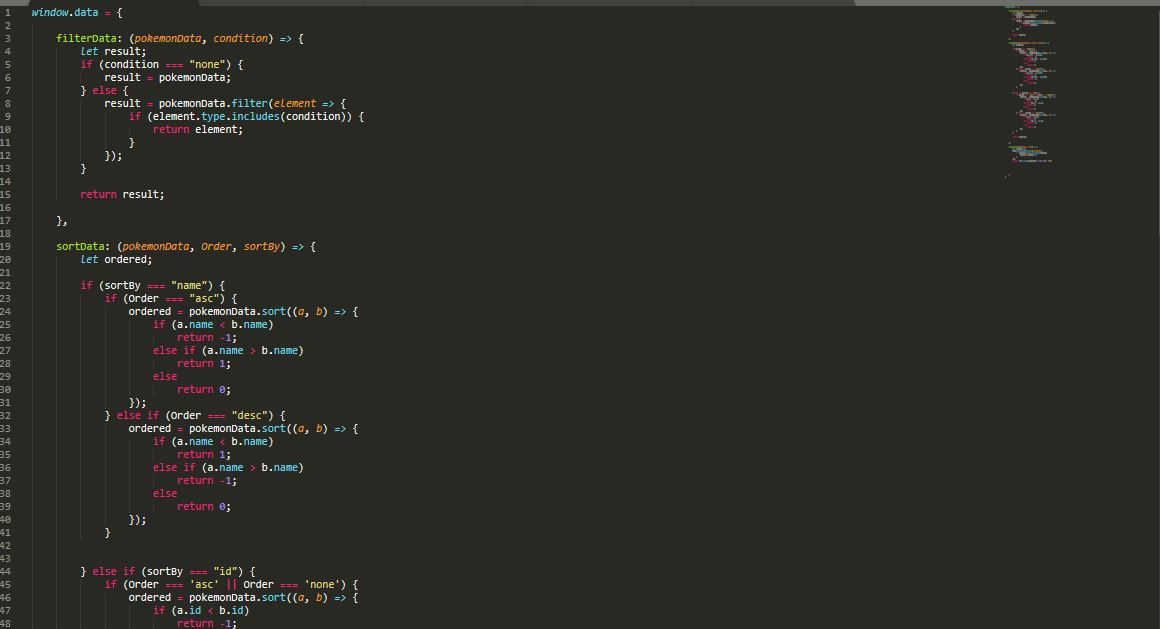 1 window.data = {
2
3 filterData: (pokemonData, condition) => {
4 let result;
5 if (condition === "none") {
6 result = pokemonData;
7 } else {
8 result = pokemonData.filter(element => {
9 if (element.type.includes(condition)) {
10 return element;
11 }
12 });
13 }
14
15 return result;
16
17 },
18
19 sortData: (pokemonData, Order, sortBy) => {
20 let ordered;
21
22 if (sortBy === "name") {
23 if (Order === "asc") {
24 ordered = pokemonData.sort((a, b) => {
25 if (a.name < b.name)
26 return -1;
27 else if (a.name > b.name)
28 return 1;
29 else
30 return 0;
31 });
32 } else if (Order === "desc") {
33 ordered = pokemonData.sort((a, b) => {
34 if (a.name < b.name)
35 return 1;
36 else if (a.name > b.name)
37 return -1;
38 else
39 return 0;
40 });
41 }
42
43
44 } else if (sortBy === "id") {
45 if (Order === 'asc' || Order === 'none') {
46 ordered = pokemonData.sort((a, b) => {
47 if (a.id < b.id)
48 return -1;